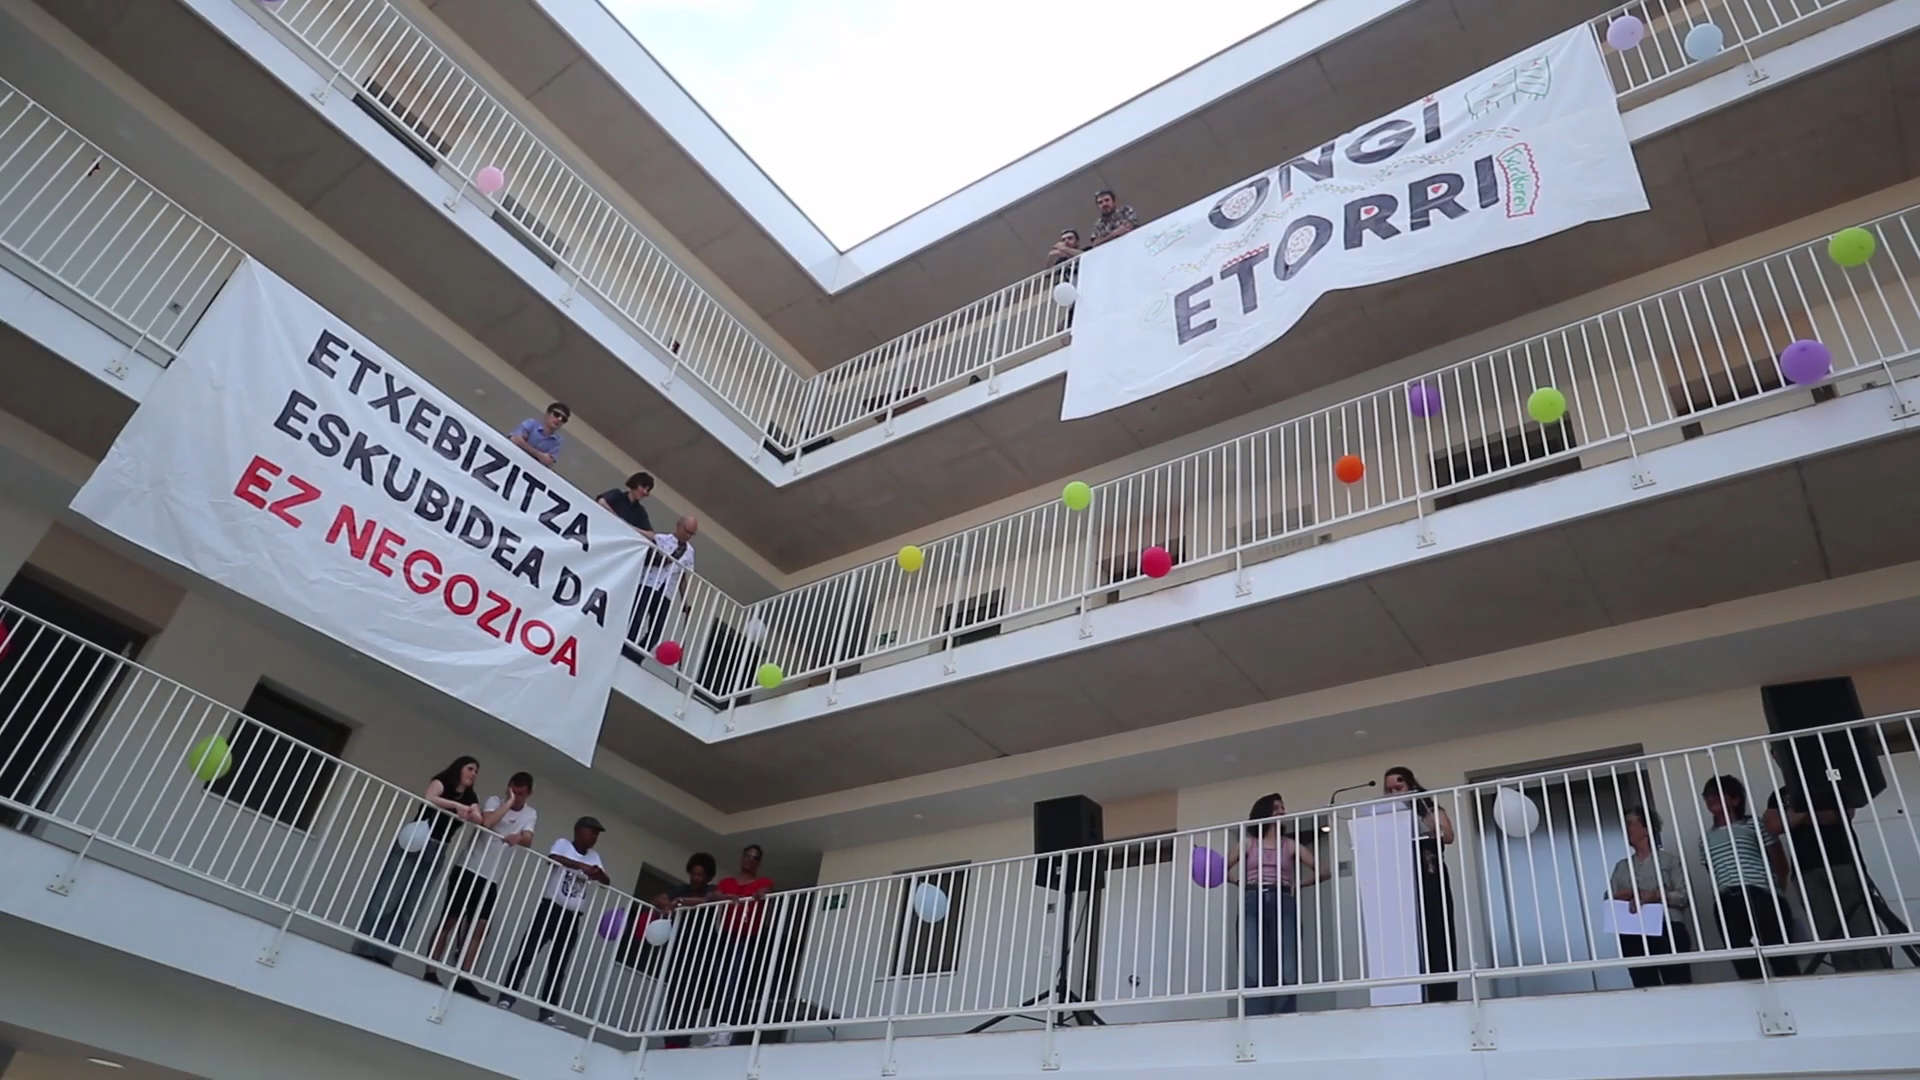 ETXEBIZITZA
ESKUBIDEA DA
EZ NEGOZIOA
ONGI
ETORRI